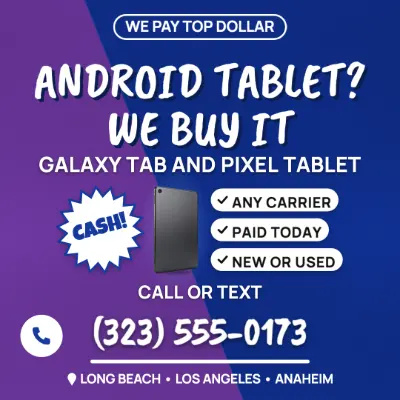 WE PAY TOP DOLLAR
ANDROID TABLET?
WE BUY IT
GALAXY TAB AND PIXEL TABLET
CASH!
ANY CARRIER
PAID TODAY
NEW OR USED
CALL OR TEXT
(323) 555-0173
LONG BEACH • LOS ANGELES • ANAHEIM